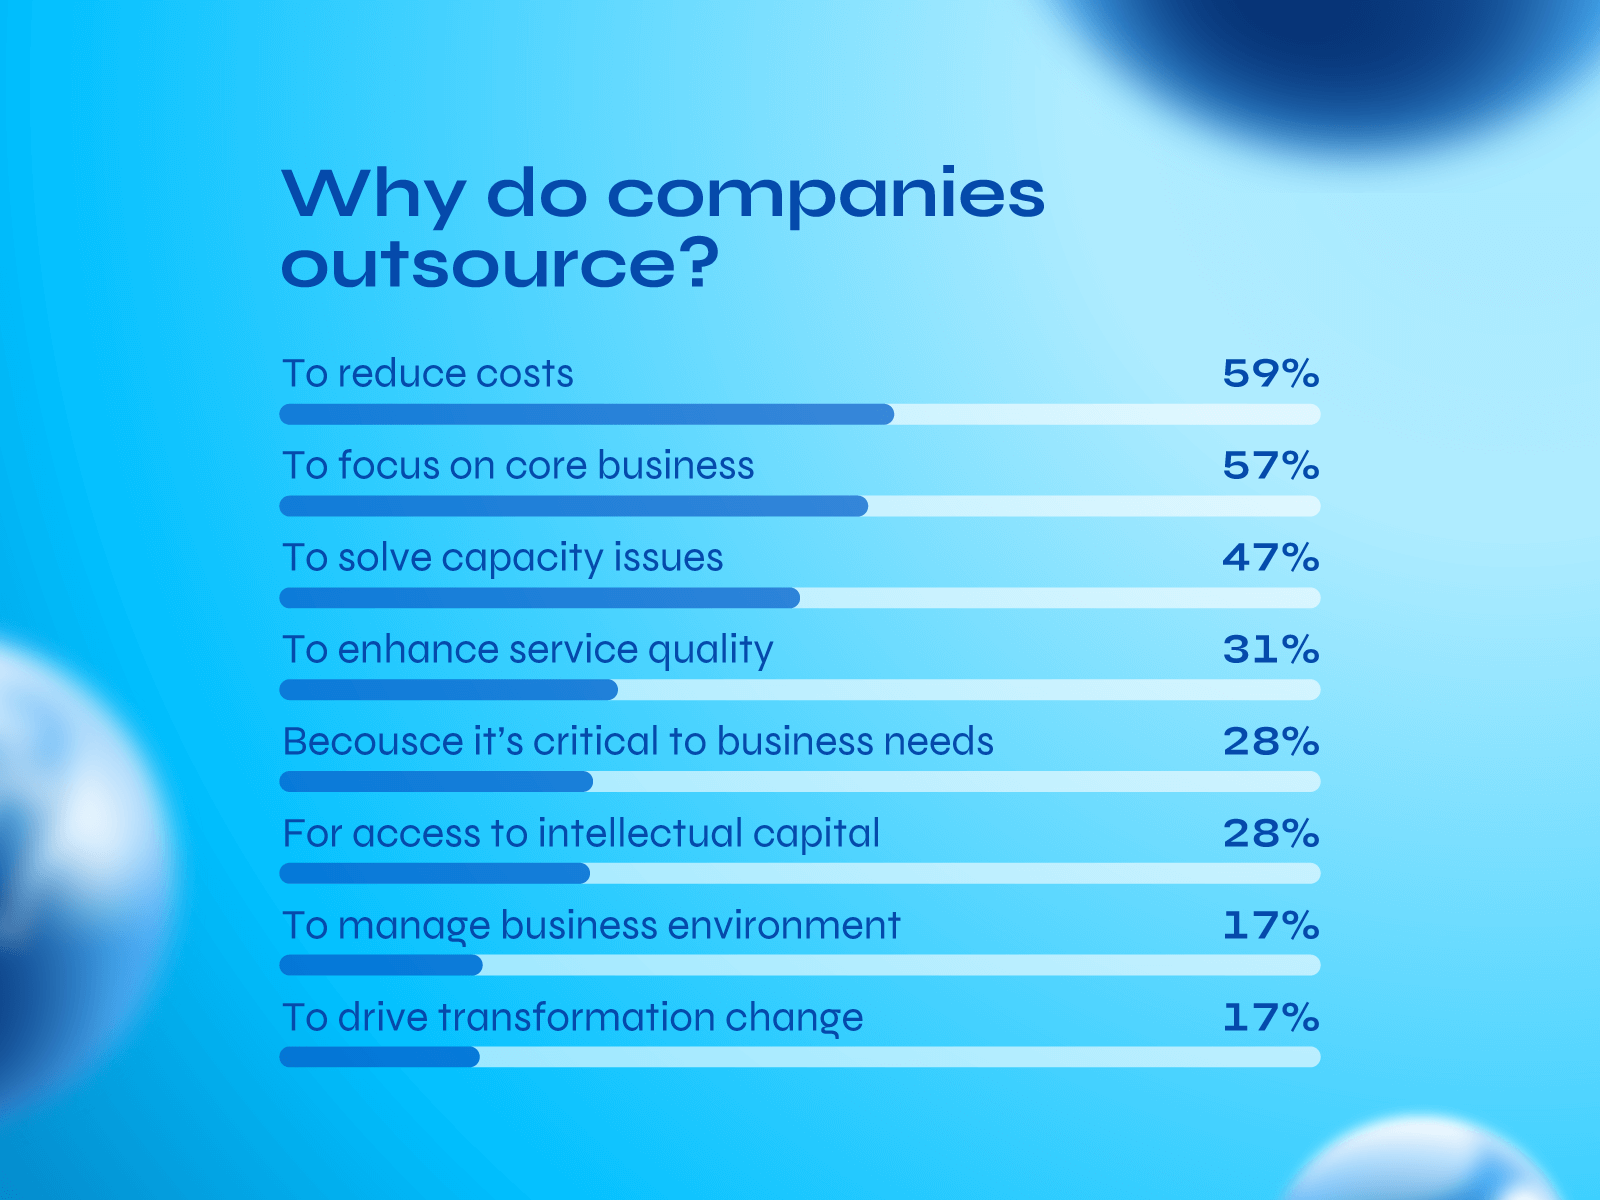 Why do companies
outsource?
To reduce costs 59%
To focus on core business 57%
To solve capacity issues 47%
To enhance service quality 31%
Becousce it’s critical to business needs 28%
For access to intellectual capital 28%
To manage business environment 17%
To drive transformation change 17%